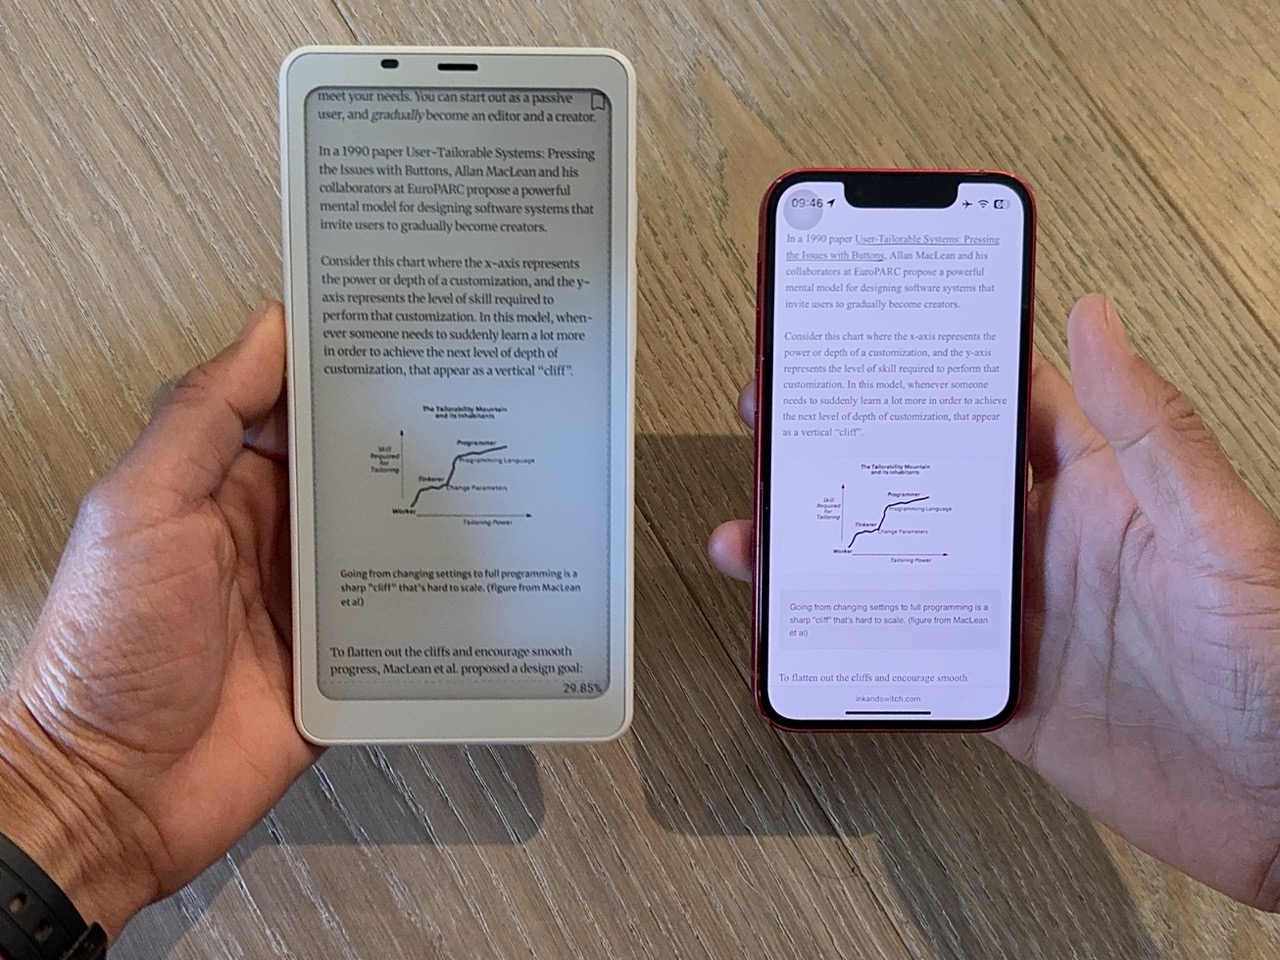 meet your needs. You can start out as a passive
user, and gradually become an editor and a creator.
In a 1990 paper User-Tailorable Systems: Pressing
the Issues with Buttons, Allan MacLean and his
collaborators at EuroPARC propose a powerful
mental model for designing software systems that
invite users to gradually become creators.
Consider this chart where the x-axis represents
the power or depth of a customization, and the y-
axis represents the level of skill required to
perform that customization. In this model, when-
ever someone needs to suddenly learn a lot more
in order to achieve the next level of depth of
customization, that appear as a vertical “cliff”.
The Tailorability Mountain
and its Inhabitants
Skill
Required
for
Tailoring
Programmer
Programming Language
Tinkerer
Change Parameters
Worker
Tailoring Power
Going from changing settings to full programming is a
sharp "cliff" that's hard to scale. (figure from MacLean
et al)
To flatten out the cliffs and encourage smooth
progress, MacLean et al. proposed a design goal:
29.85%
09:46
In a 1990 paper User-Tailorable Systems: Pressing
the Issues with Buttons, Allan MacLean and his
collaborators at EuroPARC propose a powerful
mental model for designing software systems that
invite users to gradually become creators.
Consider this chart where the x-axis represents the
power or depth of a customization, and the y-axis
represents the level of skill required to perform that
customization. In this model, whenever someone
needs to suddenly learn a lot more in order to achieve
the next level of depth of customization, that appear
as a vertical “cliff”.
The Tailorability Mountain
and its Inhabitants
Skill
Required
for
Tailoring
Programmer
Programming Language
Tinkerer
Change Parameters
Worker
Tailoring Power
Going from changing settings to full programming is a
sharp "cliff" that's hard to scale. (figure from MacLean
et al)
To flatten out the cliffs and encourage smooth
inkandswitch.com